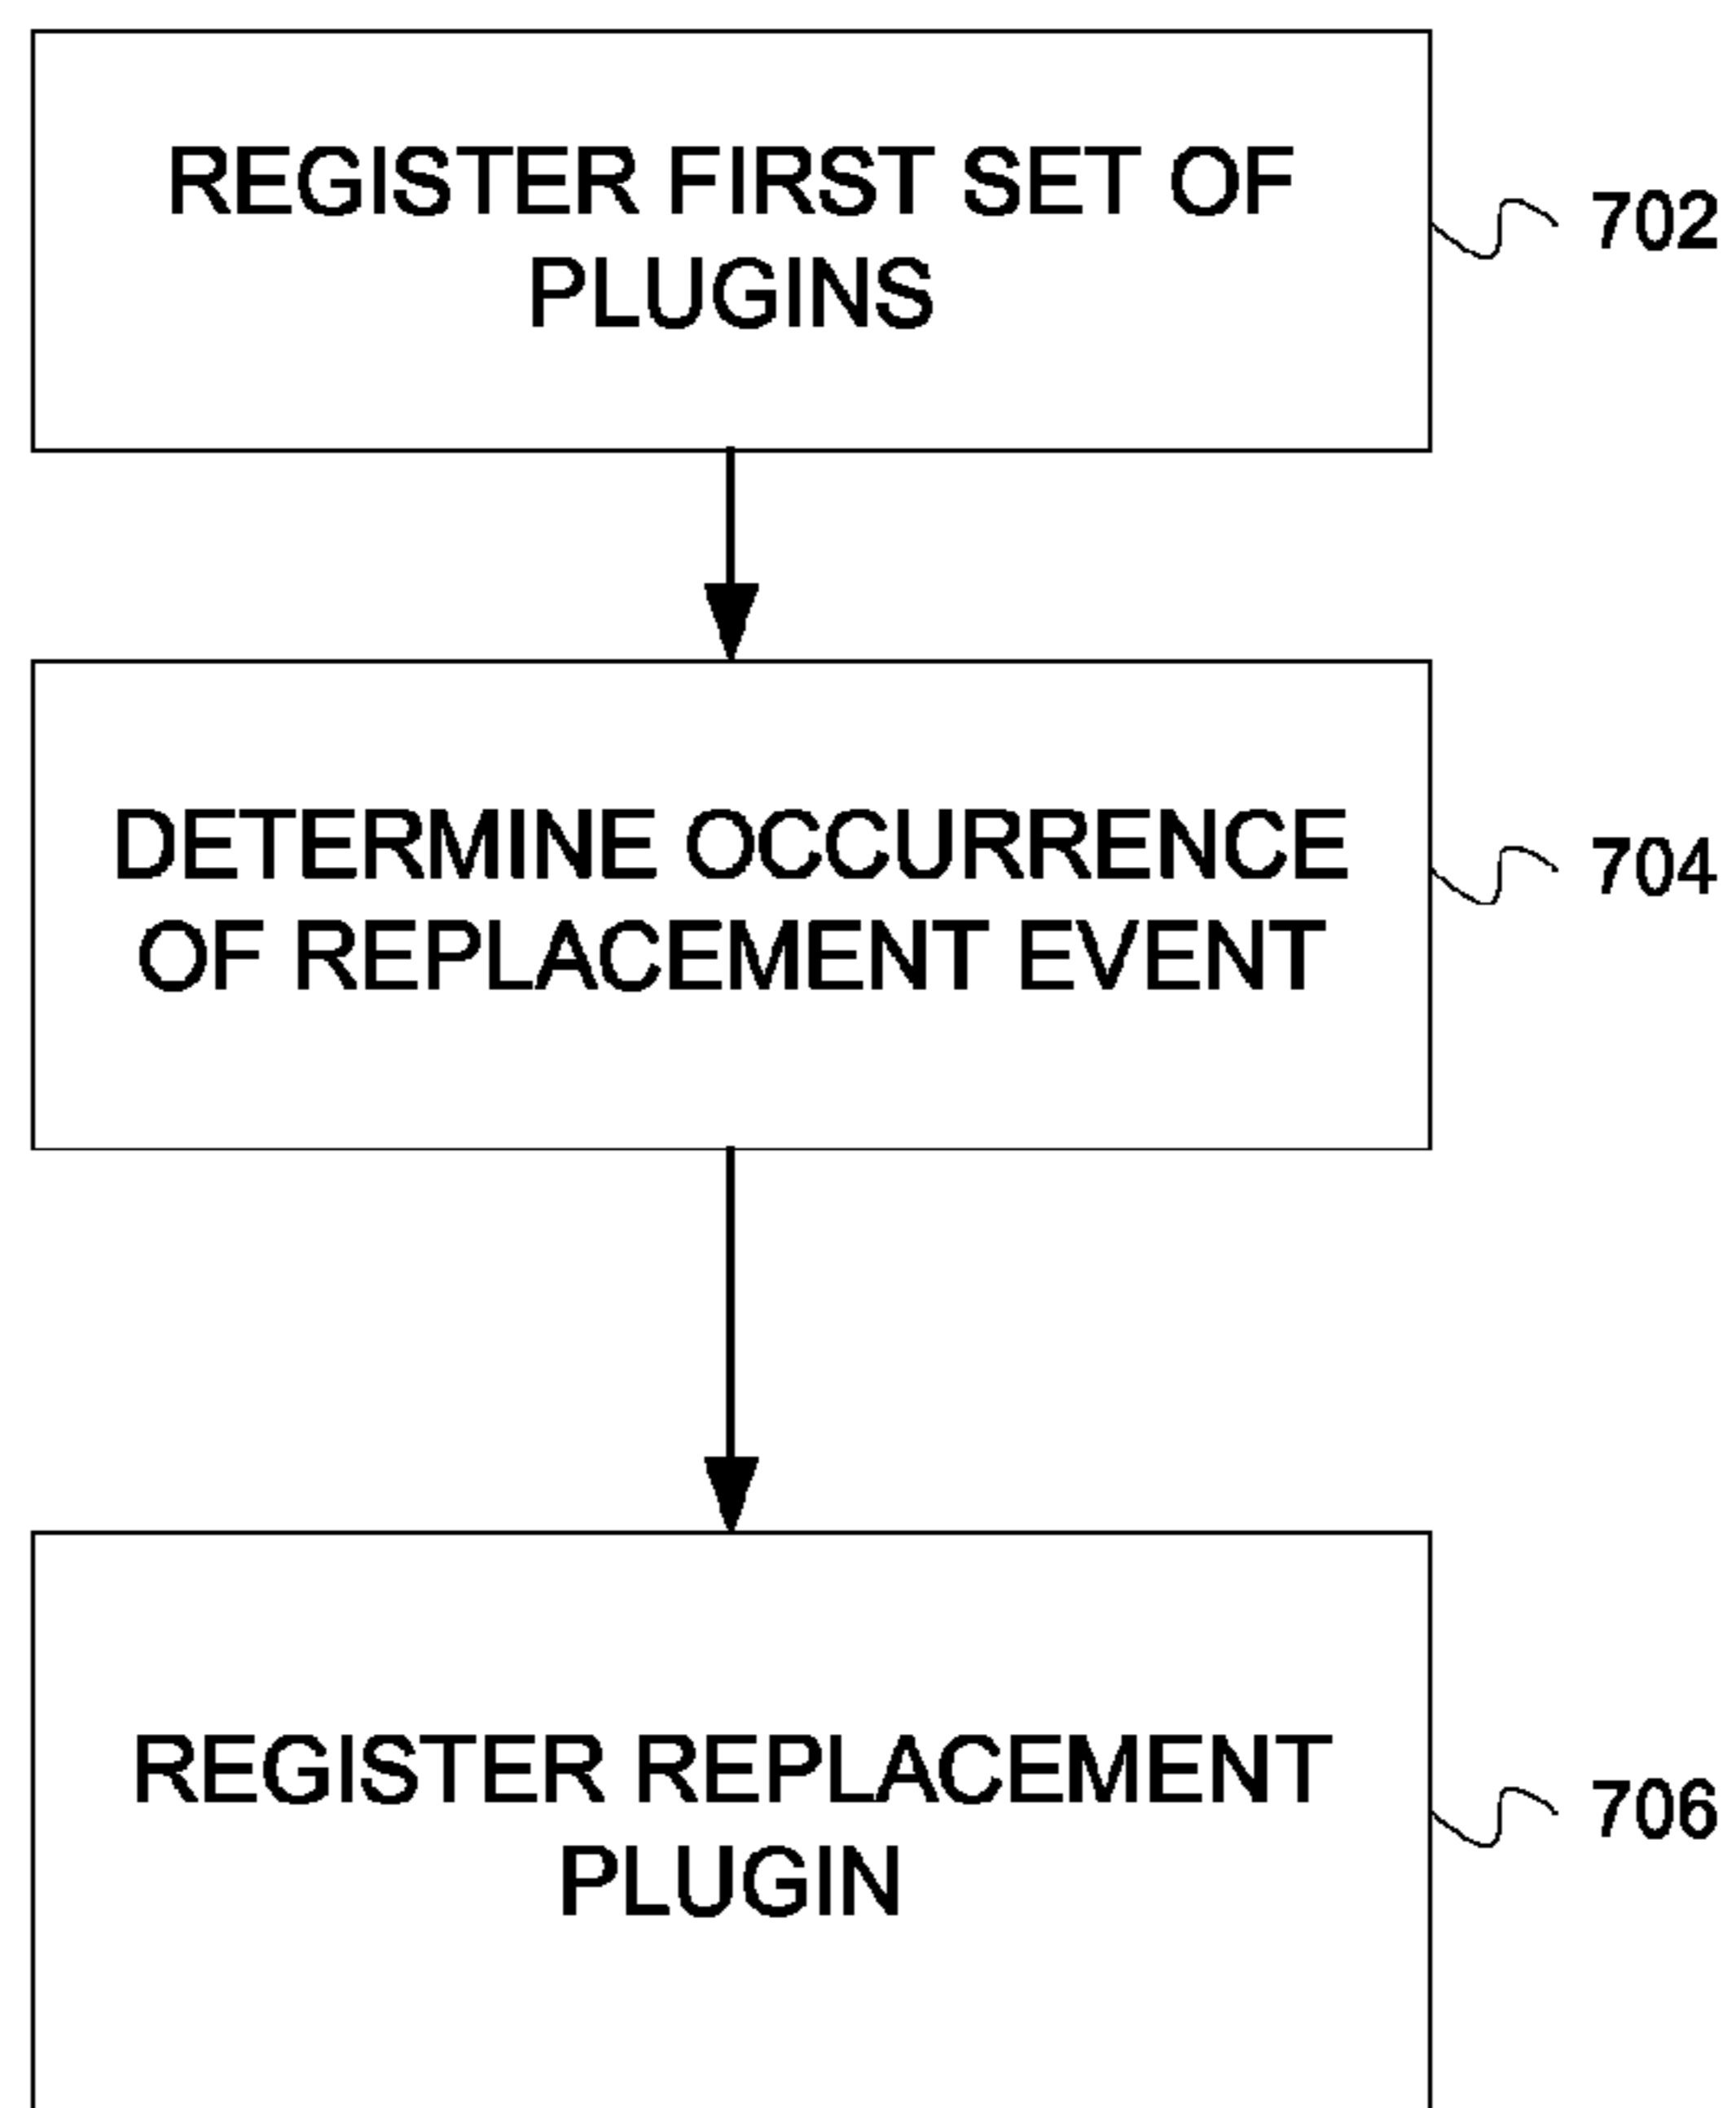 REGISTER FIRST SET OF
PLUGINS
702
DETERMINE OCCURRENCE
OF REPLACEMENT EVENT
704
REGISTER REPLACEMENT
PLUGIN
706